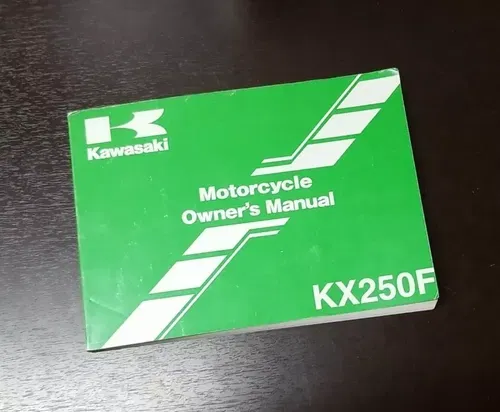 Kawasaki
Motorcycle
Owner's Manual
KX250F